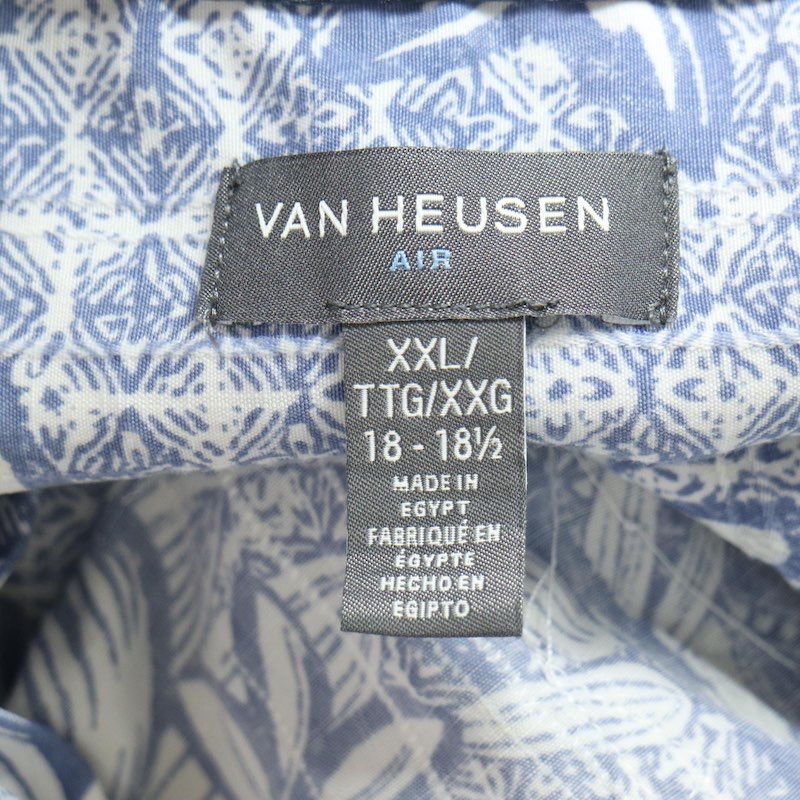 VAN HEUSEN
AIR
XXL/
TTG/XXG
18 - 18½
MADE IN
EGYPT
FABRIQUÉ EN
ÉGYPTE
HECHO EN
EGIPTO